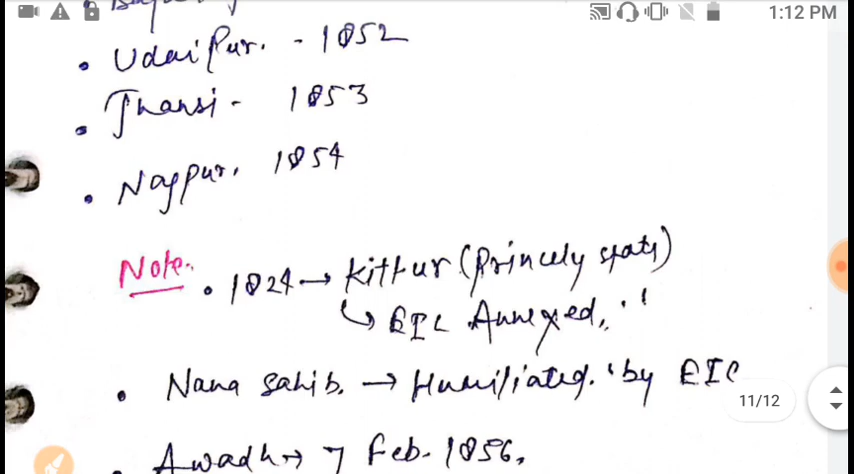 1:12 PM
• Udaipur. - 1852
• Jhansi - 1853
• Nagpur. 1854
Note. • 1824 → Kittur (Princely state)
↳ EIC Annexed.
• Nana Sahib. → Humiliated. by EIC
11/12
• Awadh → 7 Feb. 1856.